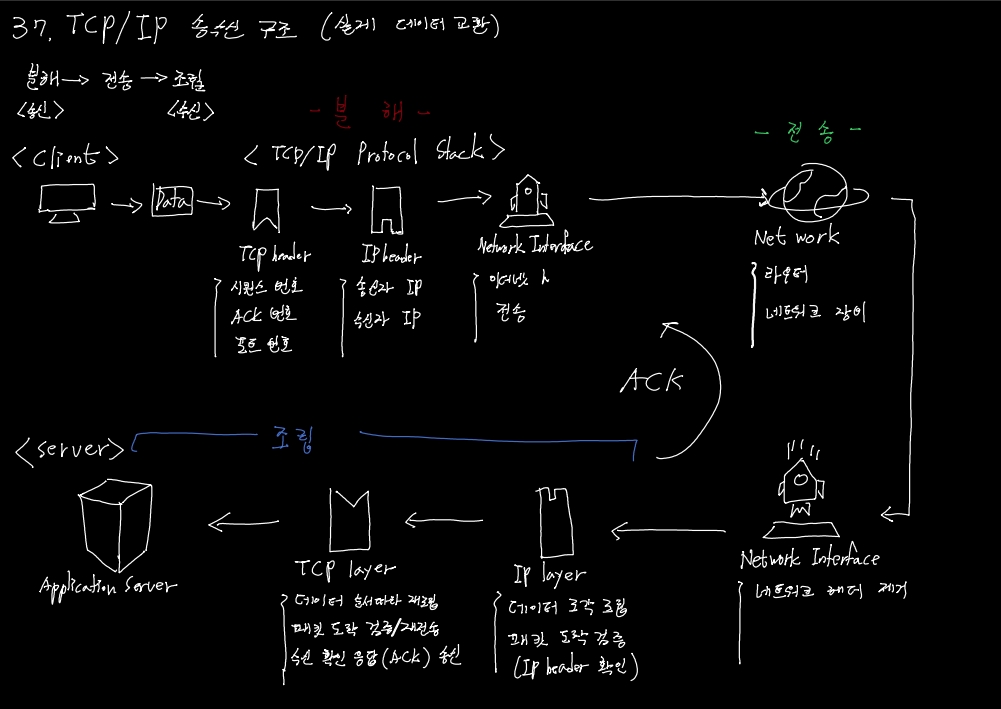 37. TCP/IP 송수신 구조 (실제 데이터 교환)
분해 → 전송 → 조립
<송신> <수신>
- 분 해 -
- 전 송 -
<Client>
< TCP/IP Protocol Stack>
Data
TCP header
시퀀스 번호
ACK 번호
포트 번호
IP header
송신자 IP
수신자 IP
Network Interface
이더넷
전송
Net work
라우터
네트워크 장비
ACK
<Server>
조립
Application Server
TCP layer
데이터 순서따라 재조립
패킷 도착 검증/재전송
수신 확인 응답(ACK) 송신
IP layer
데이터 조각 조립
패킷 도착 검증
(IP header 확인)
Network Interface
네트워크 헤더 제거